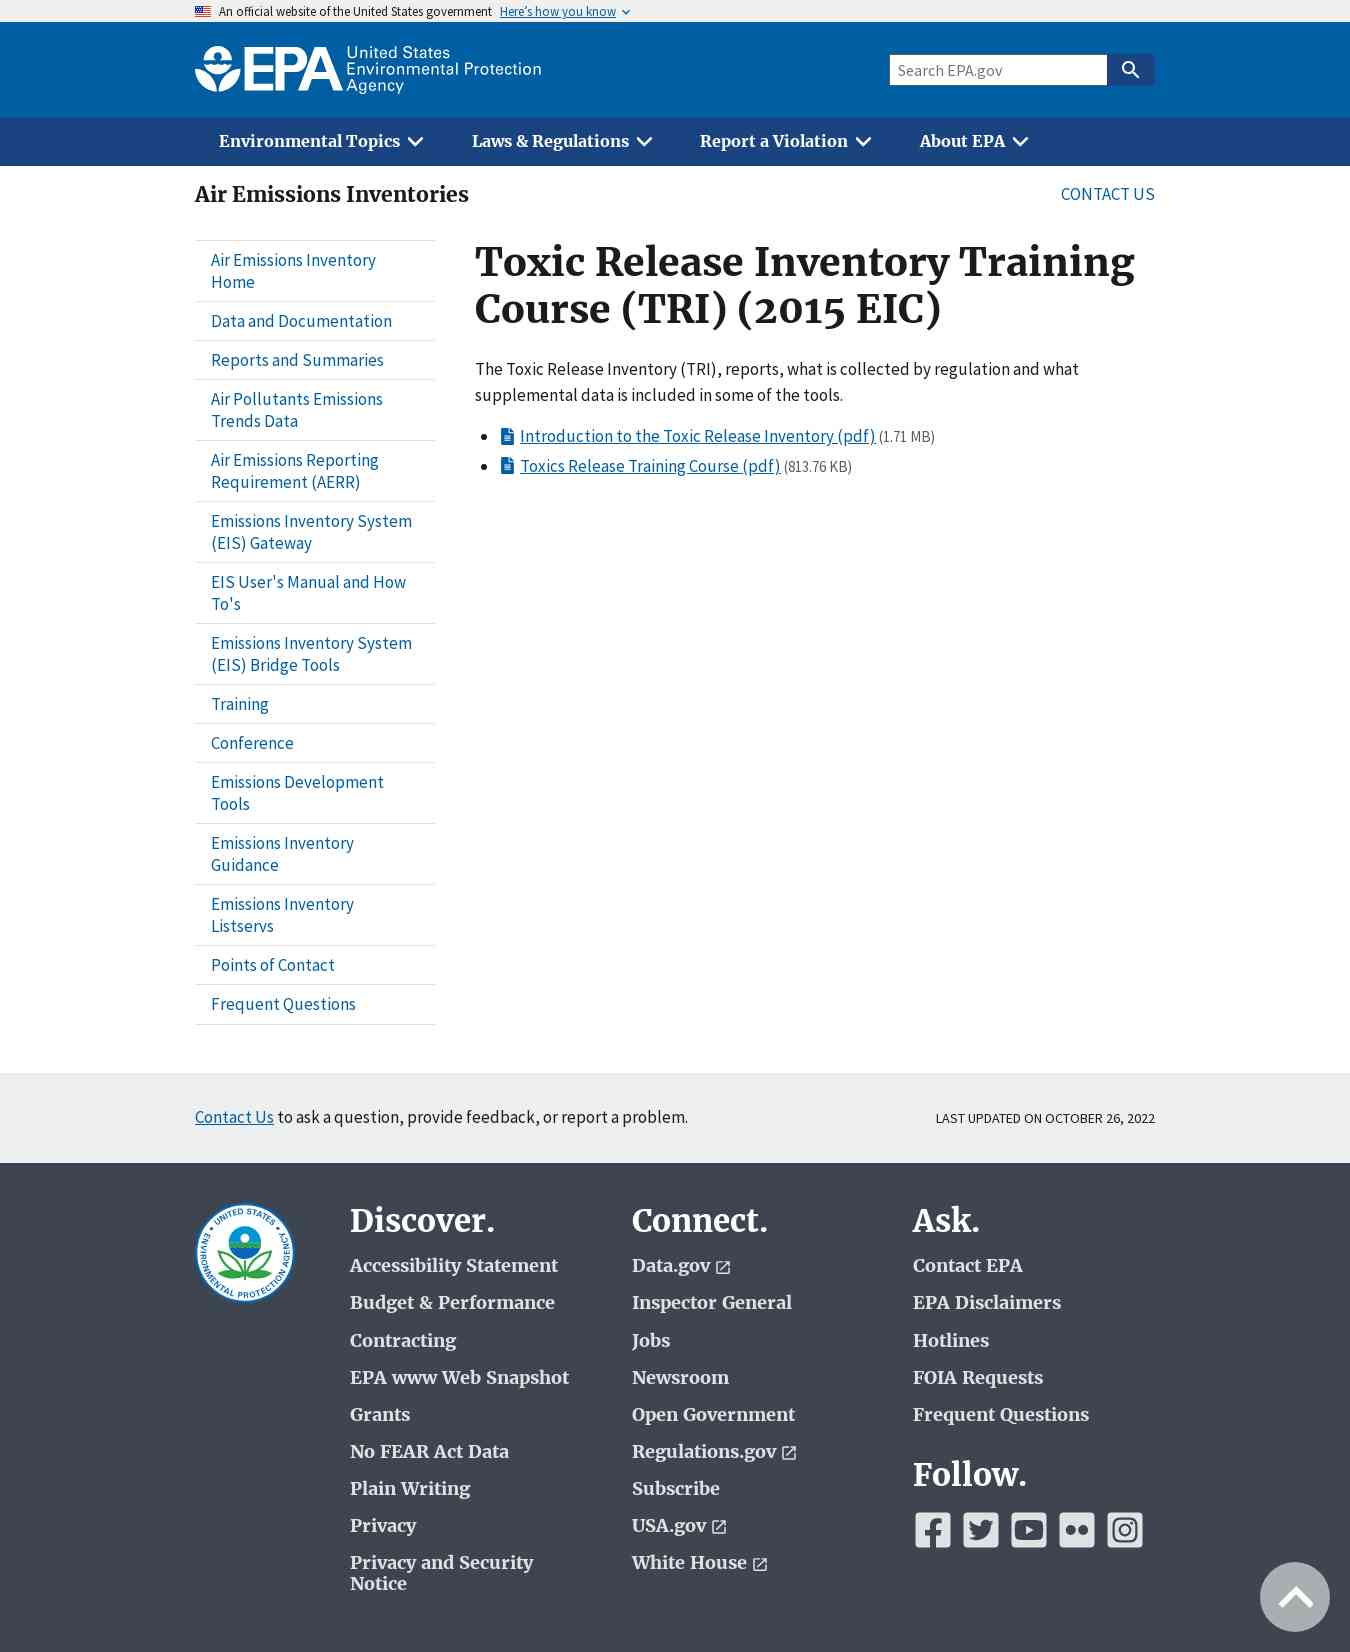 An official website of the United States government Here's how you know
EPA United States
Environmental Protection
Agency
Search EPA.gov
Environmental Topics
Laws & Regulations
Report a Violation
About EPA
Air Emissions Inventories
CONTACT US
Air Emissions Inventory
Home
Data and Documentation
Reports and Summaries
Air Pollutants Emissions
Trends Data
Air Emissions Reporting
Requirement (AERR)
Emissions Inventory System
(EIS) Gateway
EIS User's Manual and How
To's
Emissions Inventory System
(EIS) Bridge Tools
Training
Conference
Emissions Development
Tools
Emissions Inventory
Guidance
Emissions Inventory
Listservs
Points of Contact
Frequent Questions
Toxic Release Inventory Training
Course (TRI) (2015 EIC)
The Toxic Release Inventory (TRI), reports, what is collected by regulation and what
supplemental data is included in some of the tools.
Introduction to the Toxic Release Inventory (pdf) (1.71 MB)
Toxics Release Training Course (pdf) (813.76 KB)
Contact Us to ask a question, provide feedback, or report a problem.
LAST UPDATED ON OCTOBER 26, 2022
UNITED STATES
ENVIRONMENTAL PROTECTION AGENCY
Discover.
Accessibility Statement
Budget & Performance
Contracting
EPA www Web Snapshot
Grants
No FEAR Act Data
Plain Writing
Privacy
Privacy and Security
Notice
Connect.
Data.gov
Inspector General
Jobs
Newsroom
Open Government
Regulations.gov
Subscribe
USA.gov
White House
Ask.
Contact EPA
EPA Disclaimers
Hotlines
FOIA Requests
Frequent Questions
Follow.